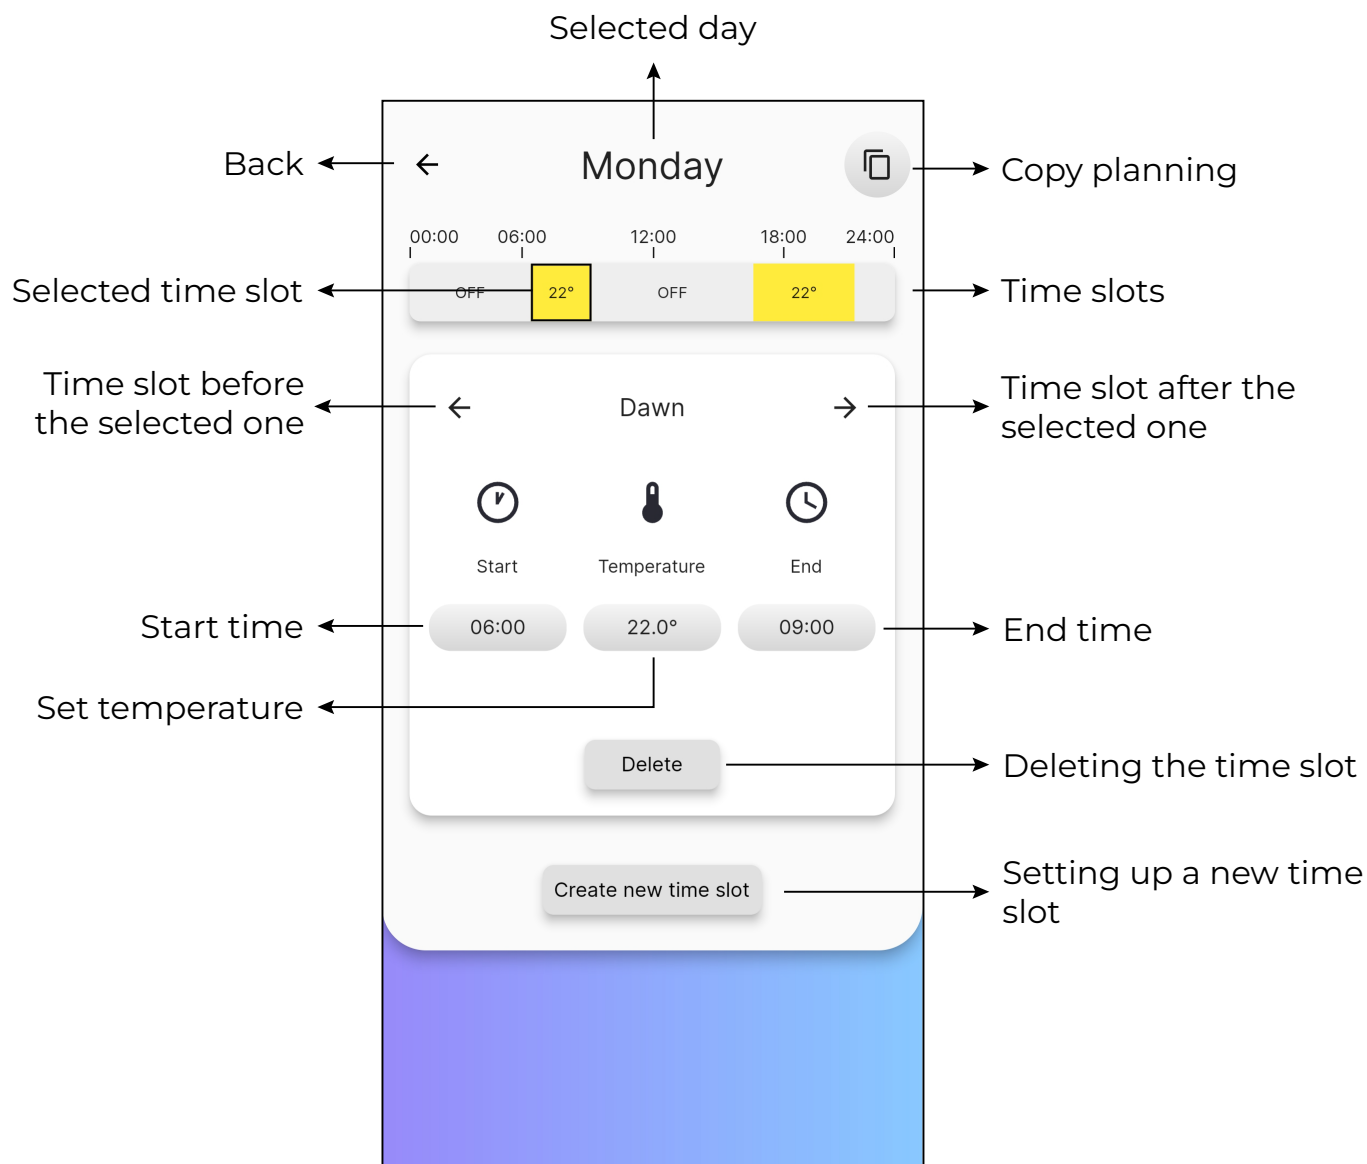 Selected day
Back
Monday
Copy planning
00:00 06:00 12:00 18:00 24:00
Selected time slot
OFF 22° OFF 22°
Time slots
Time slot before
the selected one
Dawn
Time slot after the
selected one
Start Temperature End
Start time
06:00 22.0° 09:00
End time
Set temperature
Delete
Deleting the time slot
Create new time slot
Setting up a new time
slot